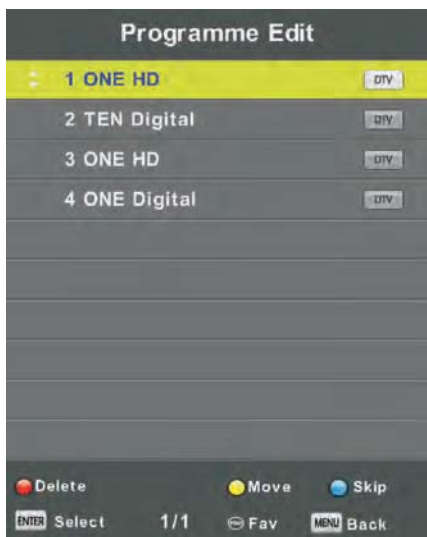 Programme Edit
1 ONE HD DTV
2 TEN Digital DTV
3 ONE HD DTV
4 ONE Digital DTV
Delete Move Skip
ENTER Select 1/1 Fav MENU Back